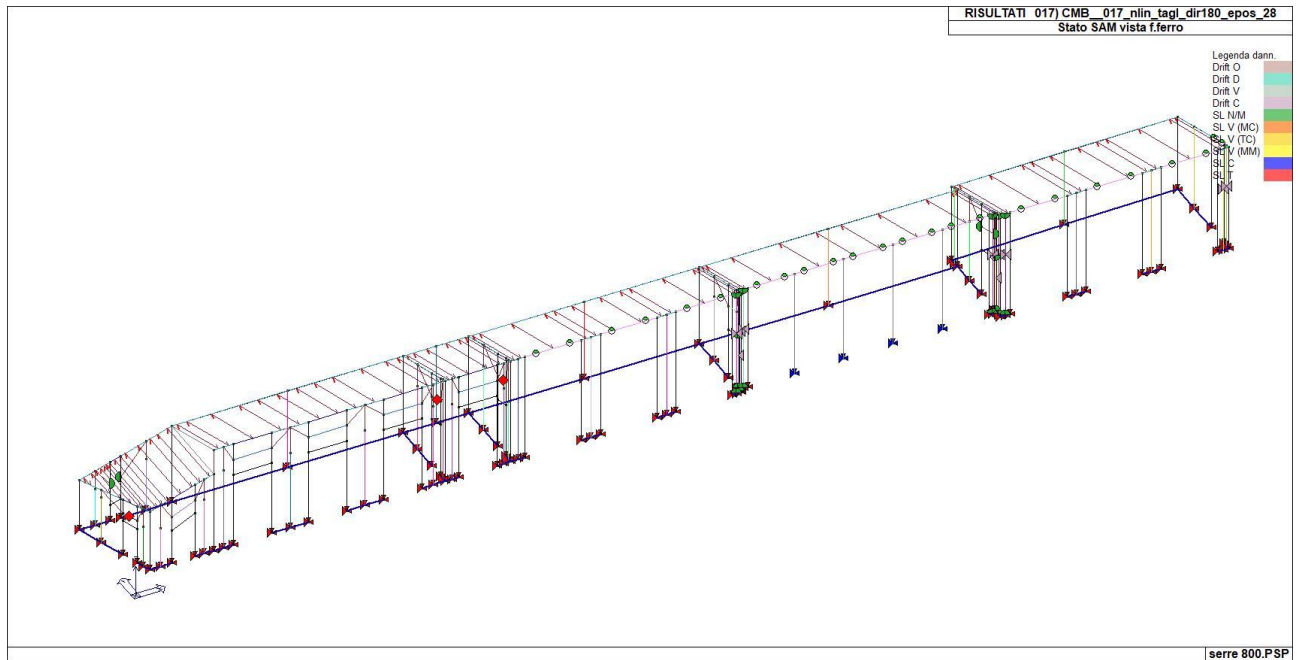 RISULTATI 017) CMB__017_nlin_tagl_dir180_epos_28
Stato SAM vista f.ferro
Legenda dann.
Drift O
Drift D
Drift V
Drift C
SL N/M
SL V (MC)
SL V (TC)
SL V (MM)
SL C
SL T
serre 800.PSP